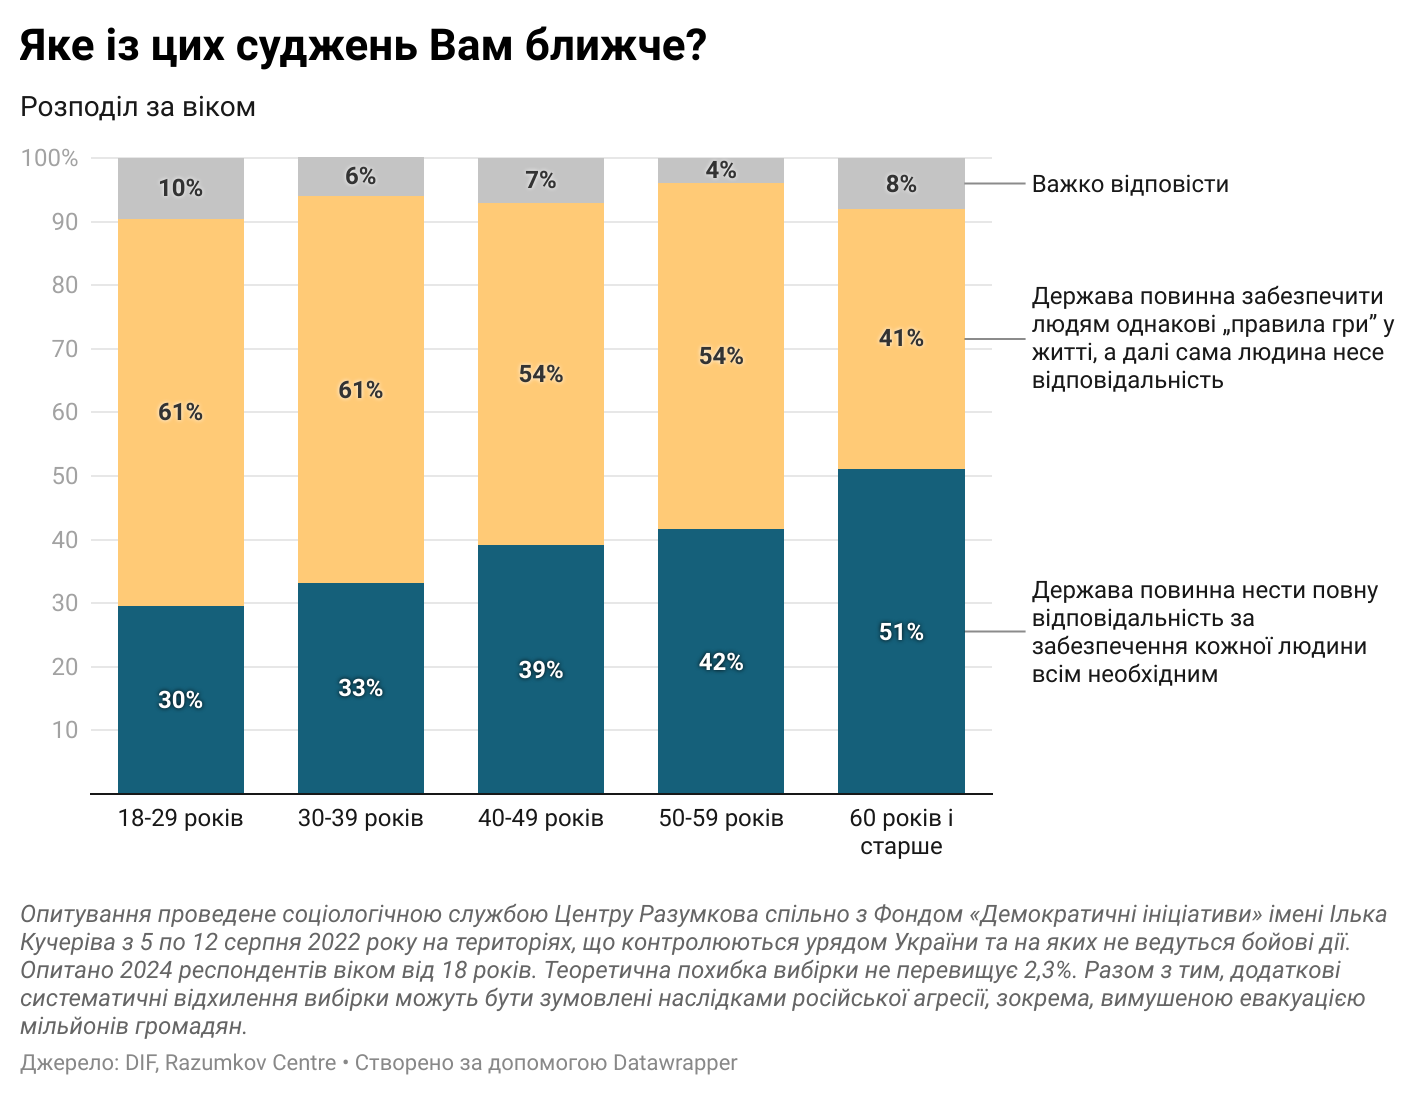 Яке із цих суджень Вам ближче?
Розподіл за віком
100%
90
80
70
60
50
40
30
20
10
10%
6%
7%
4%
8%
61%
61%
54%
54%
41%
30%
33%
39%
42%
51%
Важко відповісти
Держава повинна забезпечити
людям однакові „правила гри” у
житті, а далі сама людина несе
відповідальність
Держава повинна нести повну
відповідальність за
забезпечення кожної людини
всім необхідним
18-29 років
30-39 років
40-49 років
50-59 років
60 років і
старше
Опитування проведене соціологічною службою Центру Разумкова спільно з Фондом «Демократичні ініціативи» імені Ілька
Кучеріва з 5 по 12 серпня 2022 року на територіях, що контролюються урядом України та на яких не ведуться бойові дії.
Опитано 2024 респондентів віком від 18 років. Теоретична похибка вибірки не перевищує 2,3%. Разом з тим, додаткові
систематичні відхилення вибірки можуть бути зумовлені наслідками російської агресії, зокрема, вимушеною евакуацією
мільйонів громадян.
Джерело: DIF, Razumkov Centre • Створено за допомогою Datawrapper